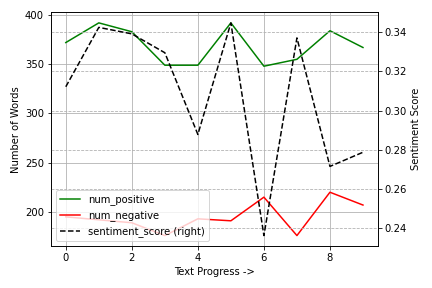 400
350
300
250
200
Number of Words
0.34
0.32
0.30
0.28
0.26
0.24
Sentiment Score
num_positive
num_negative
sentiment_score (right)
0 2 4 6 8
Text Progress ->